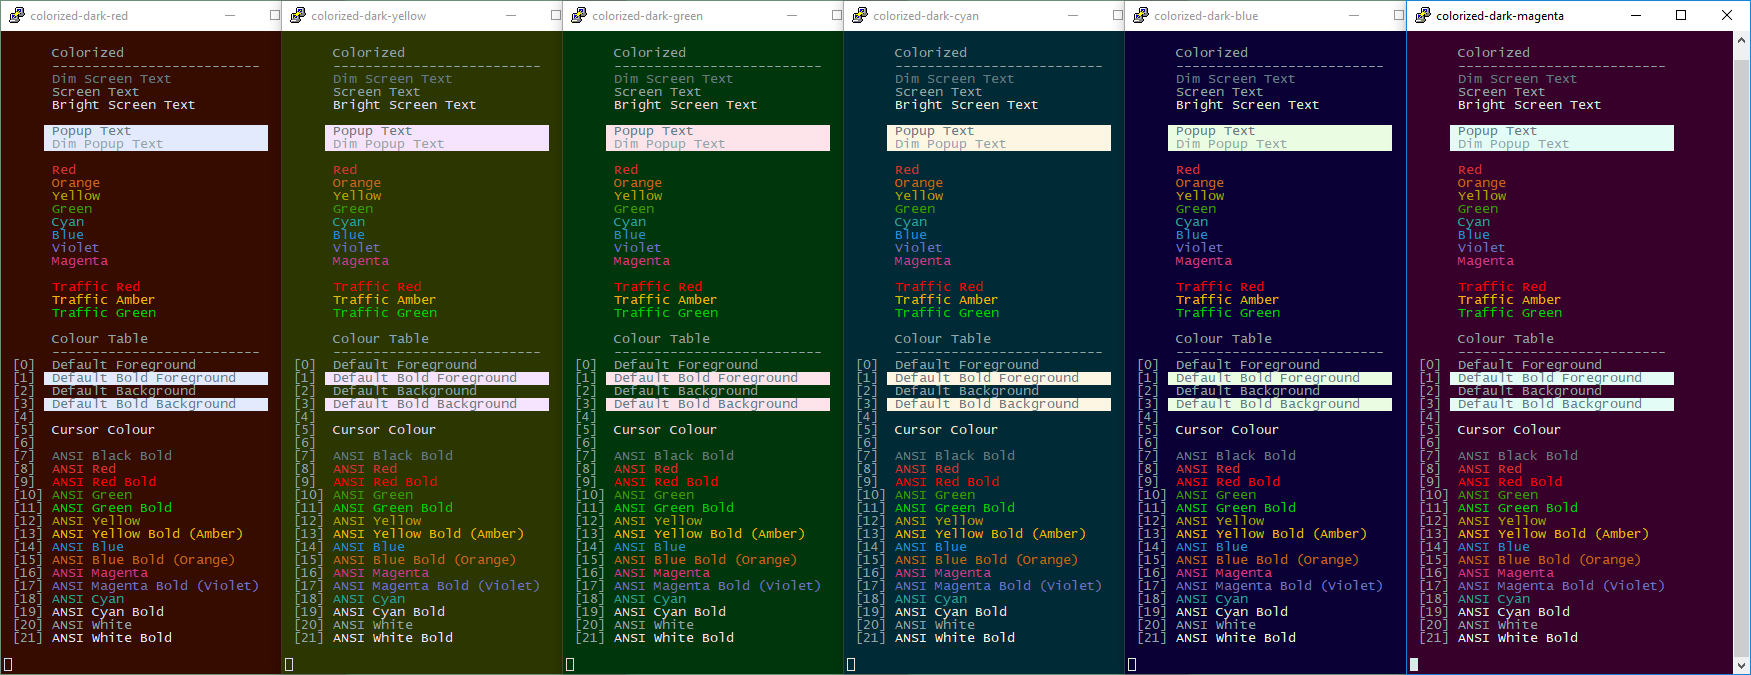 colorized-dark-red
Colorized
--------------------------
Dim Screen Text
Screen Text
Bright Screen Text
Popup Text
Dim Popup Text
Red
Orange
Yellow
Green
Cyan
Blue
Violet
Magenta
Traffic Red
Traffic Amber
Traffic Green
Colour Table
--------------------------
[0] Default Foreground
[1] Default Bold Foreground
[2] Default Background
[3] Default Bold Background
[4]
[5] Cursor Colour
[6]
[7] ANSI Black Bold
[8] ANSI Red
[9] ANSI Red Bold
[10] ANSI Green
[11] ANSI Green Bold
[12] ANSI Yellow
[13] ANSI Yellow Bold (Amber)
[14] ANSI Blue
[15] ANSI Blue Bold (Orange)
[16] ANSI Magenta
[17] ANSI Magenta Bold (Violet)
[18] ANSI Cyan
[19] ANSI Cyan Bold
[20] ANSI White
[21] ANSI White Bold
colorized-dark-yellow
Colorized
--------------------------
Dim Screen Text
Screen Text
Bright Screen Text
Popup Text
Dim Popup Text
Red
Orange
Yellow
Green
Cyan
Blue
Violet
Magenta
Traffic Red
Traffic Amber
Traffic Green
Colour Table
--------------------------
[0] Default Foreground
[1] Default Bold Foreground
[2] Default Background
[3] Default Bold Background
[4]
[5] Cursor Colour
[6]
[7] ANSI Black Bold
[8] ANSI Red
[9] ANSI Red Bold
[10] ANSI Green
[11] ANSI Green Bold
[12] ANSI Yellow
[13] ANSI Yellow Bold (Amber)
[14] ANSI Blue
[15] ANSI Blue Bold (Orange)
[16] ANSI Magenta
[17] ANSI Magenta Bold (Violet)
[18] ANSI Cyan
[19] ANSI Cyan Bold
[20] ANSI White
[21] ANSI White Bold
colorized-dark-green
Colorized
--------------------------
Dim Screen Text
Screen Text
Bright Screen Text
Popup Text
Dim Popup Text
Red
Orange
Yellow
Green
Cyan
Blue
Violet
Magenta
Traffic Red
Traffic Amber
Traffic Green
Colour Table
--------------------------
[0] Default Foreground
[1] Default Bold Foreground
[2] Default Background
[3] Default Bold Background
[4]
[5] Cursor Colour
[6]
[7] ANSI Black Bold
[8] ANSI Red
[9] ANSI Red Bold
[10] ANSI Green
[11] ANSI Green Bold
[12] ANSI Yellow
[13] ANSI Yellow Bold (Amber)
[14] ANSI Blue
[15] ANSI Blue Bold (Orange)
[16] ANSI Magenta
[17] ANSI Magenta Bold (Violet)
[18] ANSI Cyan
[19] ANSI Cyan Bold
[20] ANSI White
[21] ANSI White Bold
colorized-dark-cyan
Colorized
--------------------------
Dim Screen Text
Screen Text
Bright Screen Text
Popup Text
Dim Popup Text
Red
Orange
Yellow
Green
Cyan
Blue
Violet
Magenta
Traffic Red
Traffic Amber
Traffic Green
Colour Table
--------------------------
[0] Default Foreground
[1] Default Bold Foreground
[2] Default Background
[3] Default Bold Background
[4]
[5] Cursor Colour
[6]
[7] ANSI Black Bold
[8] ANSI Red
[9] ANSI Red Bold
[10] ANSI Green
[11] ANSI Green Bold
[12] ANSI Yellow
[13] ANSI Yellow Bold (Amber)
[14] ANSI Blue
[15] ANSI Blue Bold (Orange)
[16] ANSI Magenta
[17] ANSI Magenta Bold (Violet)
[18] ANSI Cyan
[19] ANSI Cyan Bold
[20] ANSI White
[21] ANSI White Bold
colorized-dark-blue
Colorized
--------------------------
Dim Screen Text
Screen Text
Bright Screen Text
Popup Text
Dim Popup Text
Red
Orange
Yellow
Green
Cyan
Blue
Violet
Magenta
Traffic Red
Traffic Amber
Traffic Green
Colour Table
--------------------------
[0] Default Foreground
[1] Default Bold Foreground
[2] Default Background
[3] Default Bold Background
[4]
[5] Cursor Colour
[6]
[7] ANSI Black Bold
[8] ANSI Red
[9] ANSI Red Bold
[10] ANSI Green
[11] ANSI Green Bold
[12] ANSI Yellow
[13] ANSI Yellow Bold (Amber)
[14] ANSI Blue
[15] ANSI Blue Bold (Orange)
[16] ANSI Magenta
[17] ANSI Magenta Bold (Violet)
[18] ANSI Cyan
[19] ANSI Cyan Bold
[20] ANSI White
[21] ANSI White Bold
colorized-dark-magenta
Colorized
--------------------------
Dim Screen Text
Screen Text
Bright Screen Text
Popup Text
Dim Popup Text
Red
Orange
Yellow
Green
Cyan
Blue
Violet
Magenta
Traffic Red
Traffic Amber
Traffic Green
Colour Table
--------------------------
[0] Default Foreground
[1] Default Bold Foreground
[2] Default Background
[3] Default Bold Background
[4]
[5] Cursor Colour
[6]
[7] ANSI Black Bold
[8] ANSI Red
[9] ANSI Red Bold
[10] ANSI Green
[11] ANSI Green Bold
[12] ANSI Yellow
[13] ANSI Yellow Bold (Amber)
[14] ANSI Blue
[15] ANSI Blue Bold (Orange)
[16] ANSI Magenta
[17] ANSI Magenta Bold (Violet)
[18] ANSI Cyan
[19] ANSI Cyan Bold
[20] ANSI White
[21] ANSI White Bold